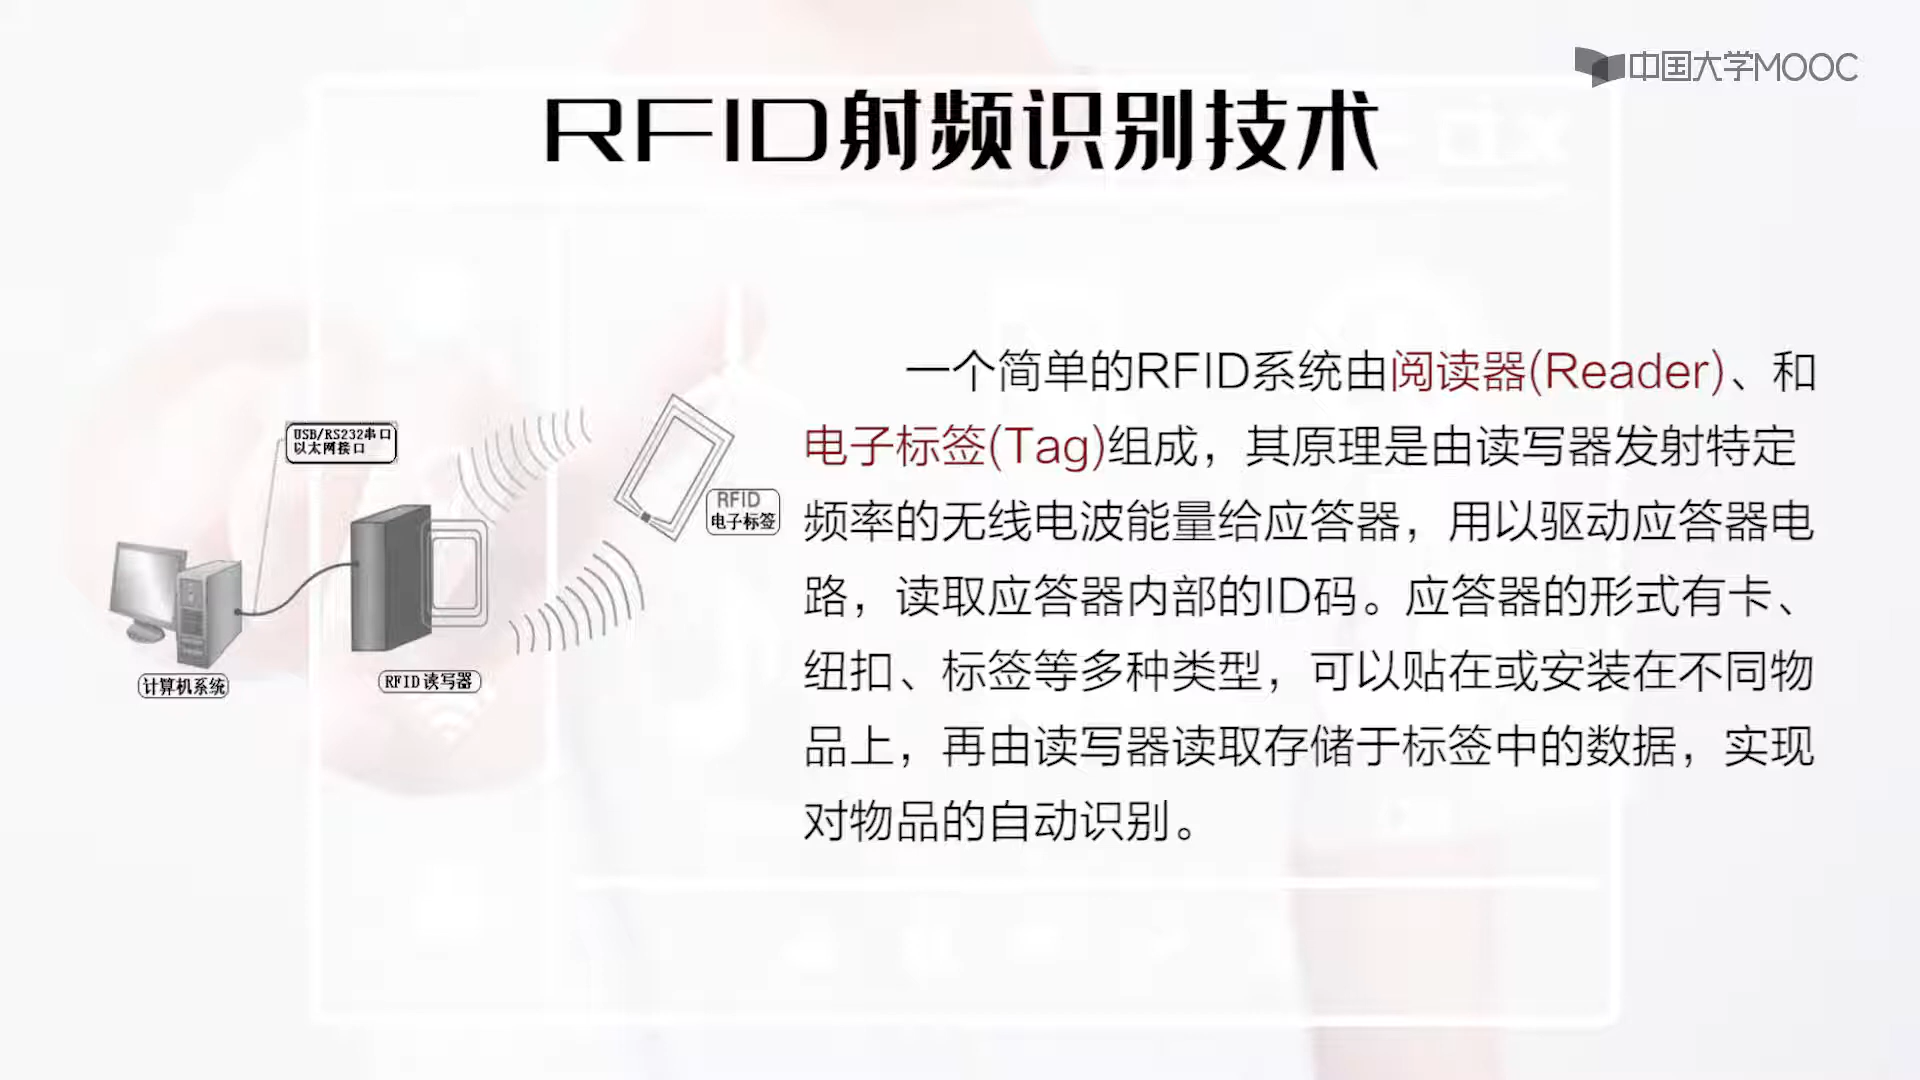 中国大学MOOC
RFID射频识别技术
一个简单的RFID系统由阅读器(Reader)、和
电子标签(Tag)组成，其原理是由读写器发射特定
频率的无线电波能量给应答器，用以驱动应答器电
路，读取应答器内部的ID码。应答器的形式有卡、
纽扣、标签等多种类型，可以贴在或安装在不同物
品上，再由读写器读取存储于标签中的数据，实现
对物品的自动识别。
USB/RS232串口
以太网接口
RFID
电子标签
计算机系统
RFID读写器